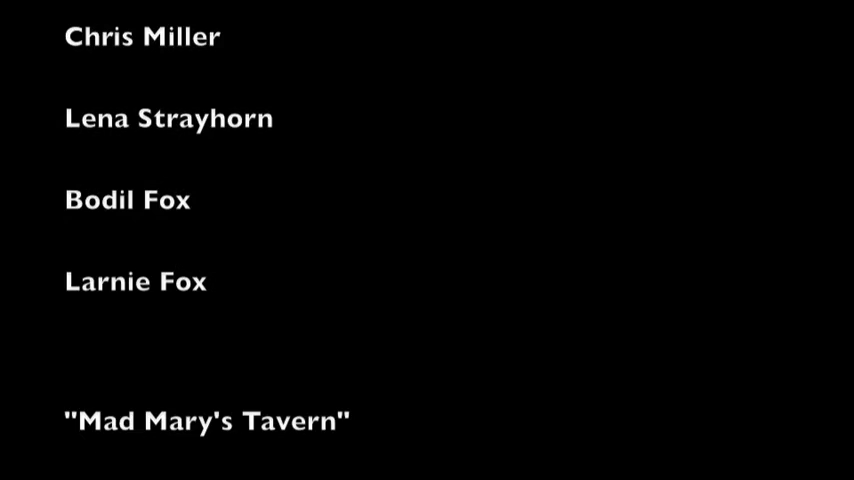 Chris Miller
Lena Strayhorn
Bodil Fox
Larnie Fox
"Mad Mary's Tavern"